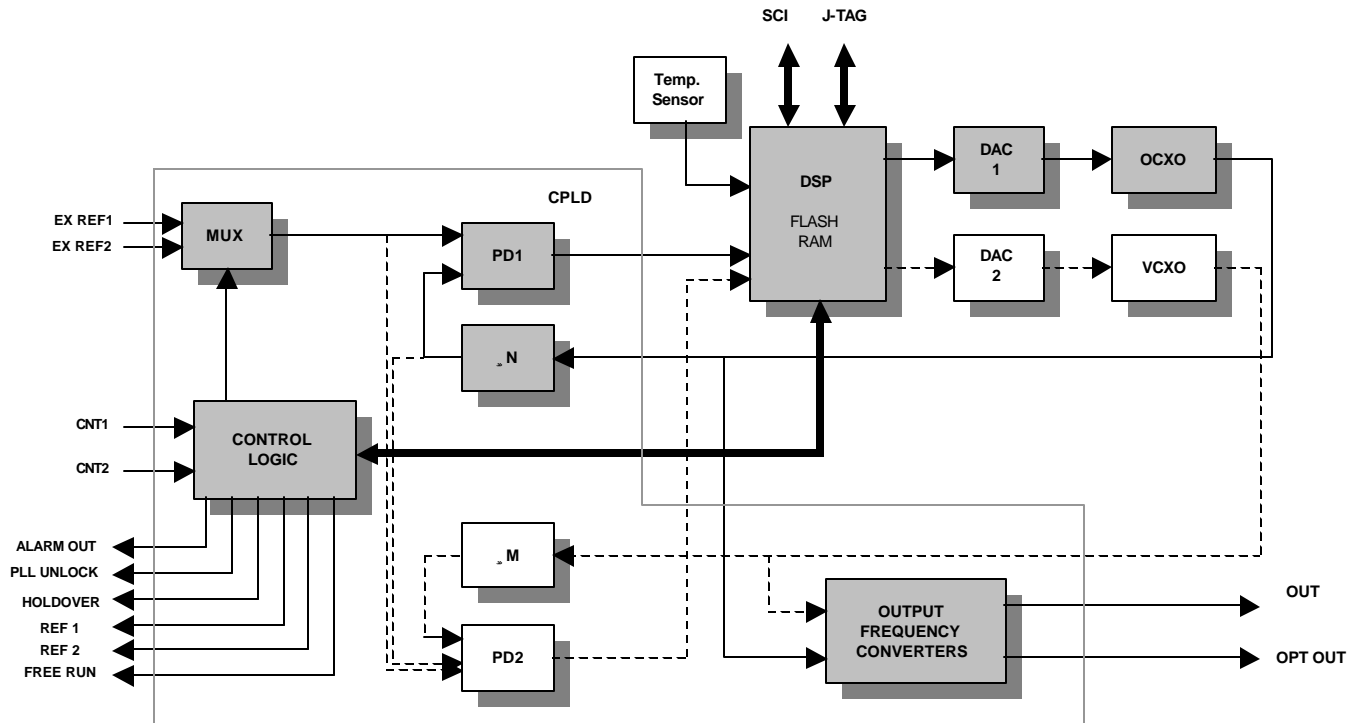 SCI
J-TAG
Temp.
Sensor
DSP
FLASH
RAM
DAC
1
OCXO
DAC
2
VCXO
CPLD
EX REF1
EX REF2
MUX
PD1
N
CNT1
CNT2
CONTROL
LOGIC
ALARM OUT
PLL UNLOCK
HOLDOVER
REF 1
REF 2
FREE RUN
M
PD2
OUTPUT
FREQUENCY
CONVERTERS
OUT
OPT OUT